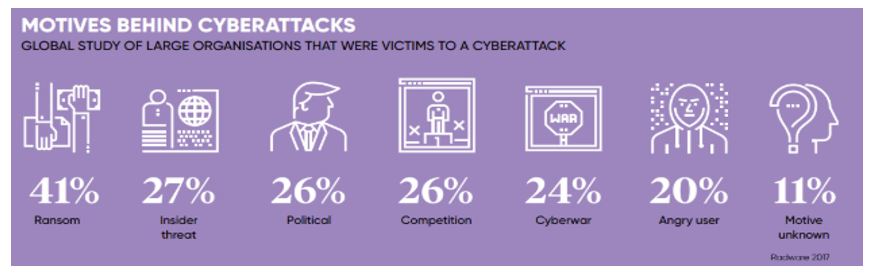 MOTIVES BEHIND CYBERATTACKS
GLOBAL STUDY OF LARGE ORGANISATIONS THAT WERE VICTIMS TO A CYBERATTACK
WAR
41% 27% 26% 26% 24% 20% 11%
Ransom Insider Political Competition Cyberwar Angry user Motive
threat unknown
Radware 2017